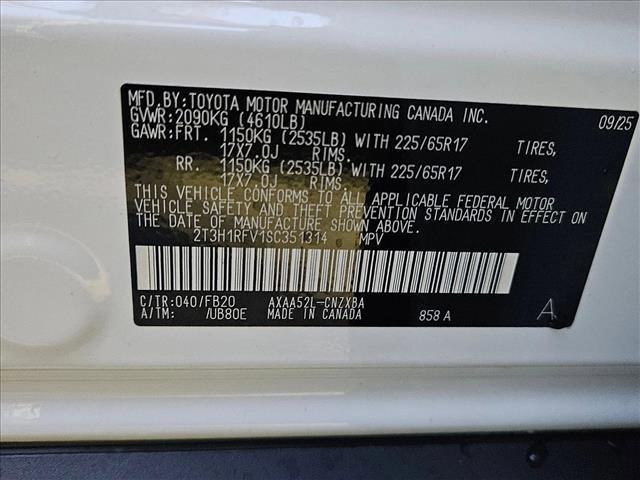 MFD. BY: TOYOTA MOTOR MANUFACTURING CANADA INC. 09/25
GVWR: 2090KG (4610LB)
GAWR: FRT. 1150KG (2535LB) WITH 225/65R17 TIRES,
17X7.0J RIMS.
RR. 1150KG (2535LB) WITH 225/65R17 TIRES,
17X7.0J RIMS.
THIS VEHICLE CONFORMS TO ALL APPLICABLE FEDERAL MOTOR
VEHICLE SAFETY AND THEFT PREVENTION STANDARDS IN EFFECT ON
THE DATE OF MANUFACTURE SHOWN ABOVE.
2T3H1RFV1SC351314 MPV
C/TR: 040/FB20 AXAA52L-CNZXBA
A/TM: /UB80E MADE IN CANADA 858 A A